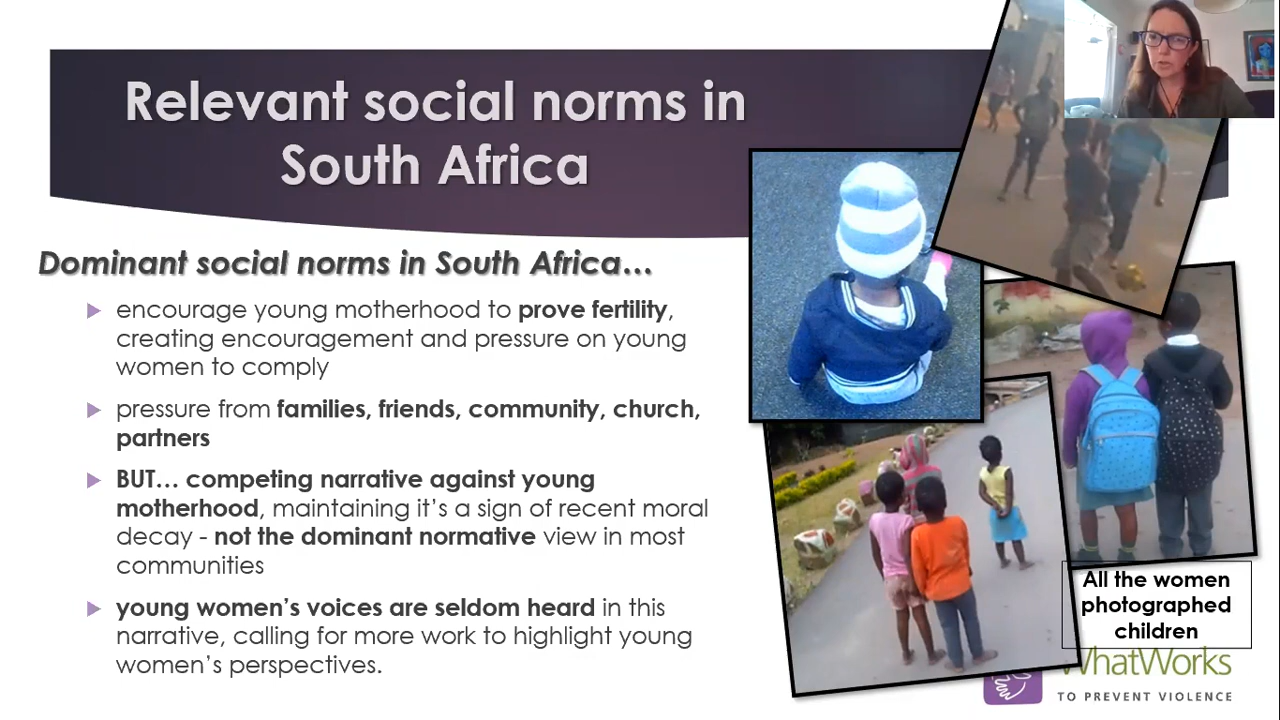 Relevant social norms in
South Africa
Dominant social norms in South Africa...
encourage young motherhood to prove fertility,
creating encouragement and pressure on young
women to comply
pressure from families, friends, community, church,
partners
BUT... competing narrative against young
motherhood, maintaining it's a sign of recent moral
decay - not the dominant normative view in most
communities
young women's voices are seldom heard in this
narrative, calling for more work to highlight young
women's perspectives.
All the women
photographed
children
WhatWorks
TO PREVENT VIOLENCE